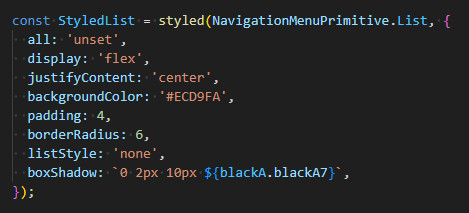 const StyledList = styled(NavigationMenuPrimitive.List, {
  all: 'unset',
  display: 'flex',
  justifyContent: 'center',
  backgroundColor: '#ECD9FA',
  padding: 4,
  borderRadius: 6,
  listStyle: 'none',
  boxShadow: `0 2px 10px ${blackA.blackA7}`,
});